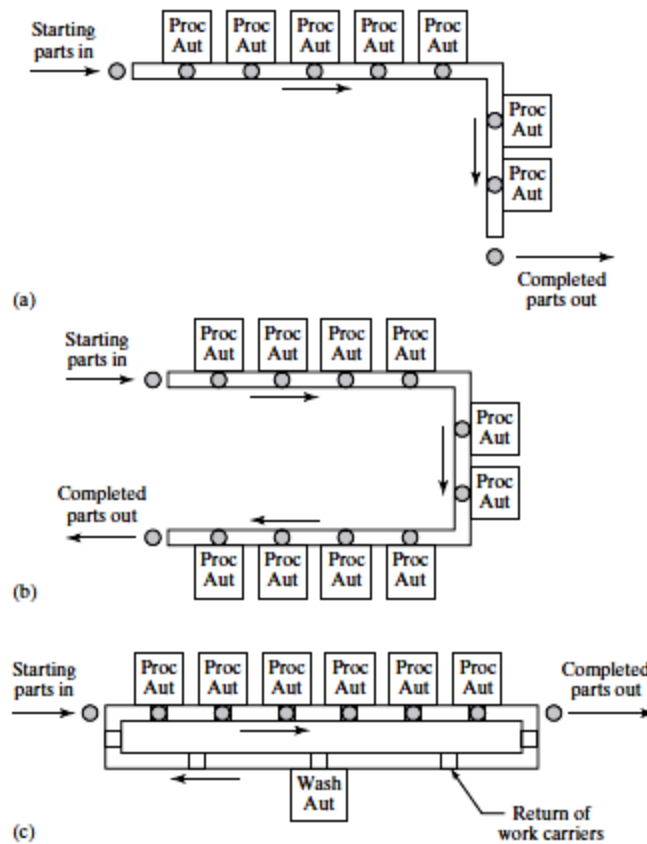 Starting
parts in
Proc
Aut
Proc
Aut
Proc
Aut
Proc
Aut
Proc
Aut
Proc
Aut
Proc
Aut
Completed
parts out
(a)
Starting
parts in
Proc
Aut
Proc
Aut
Proc
Aut
Proc
Aut
Proc
Aut
Proc
Aut
Completed
parts out
Proc
Aut
Proc
Aut
Proc
Aut
Proc
Aut
(b)
Starting
parts in
Proc
Aut
Proc
Aut
Proc
Aut
Proc
Aut
Proc
Aut
Proc
Aut
Completed
parts out
Wash
Aut
Return of
work carriers
(c)